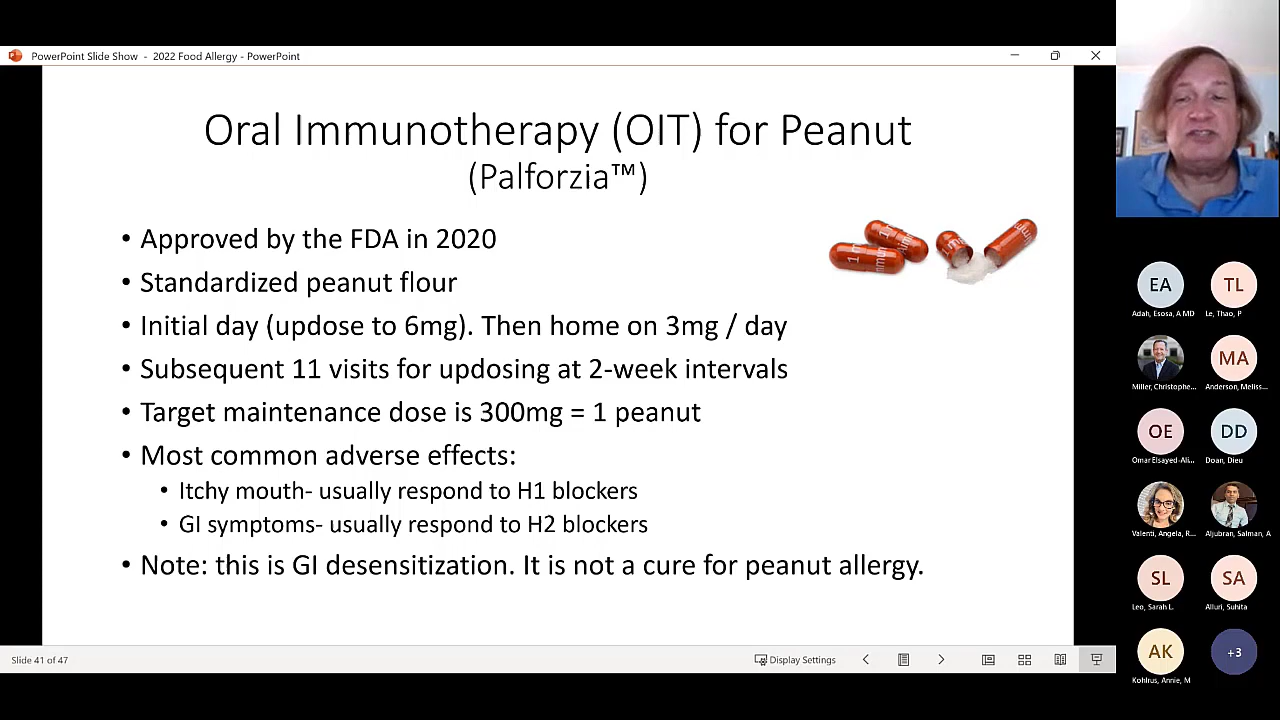 PowerPoint Slide Show - 2022 Food Allergy - PowerPoint
Oral Immunotherapy (OIT) for Peanut
(Palforzia™)
• Approved by the FDA in 2020
• Standardized peanut flour
• Initial day (updose to 6mg). Then home on 3mg / day
• Subsequent 11 visits for updosing at 2-week intervals
• Target maintenance dose is 300mg = 1 peanut
• Most common adverse effects:
• Itchy mouth- usually respond to H1 blockers
• GI symptoms- usually respond to H2 blockers
• Note: this is GI desensitization. It is not a cure for peanut allergy.
Slide 41 of 47
Display Settings
EA
Adah, Esosa, A MD
TL
Le, Thao, P
Miller, Christophe...
MA
Anderson, Meliss...
OE
Omar Elsayed-Ali...
DD
Doan, Dieu
Valenti, Angela, R...
Aljubran, Salman, A
SL
Leo, Sarah L.
SA
Alluri, Suhita
AK
Kohlrus, Annie, M
+3